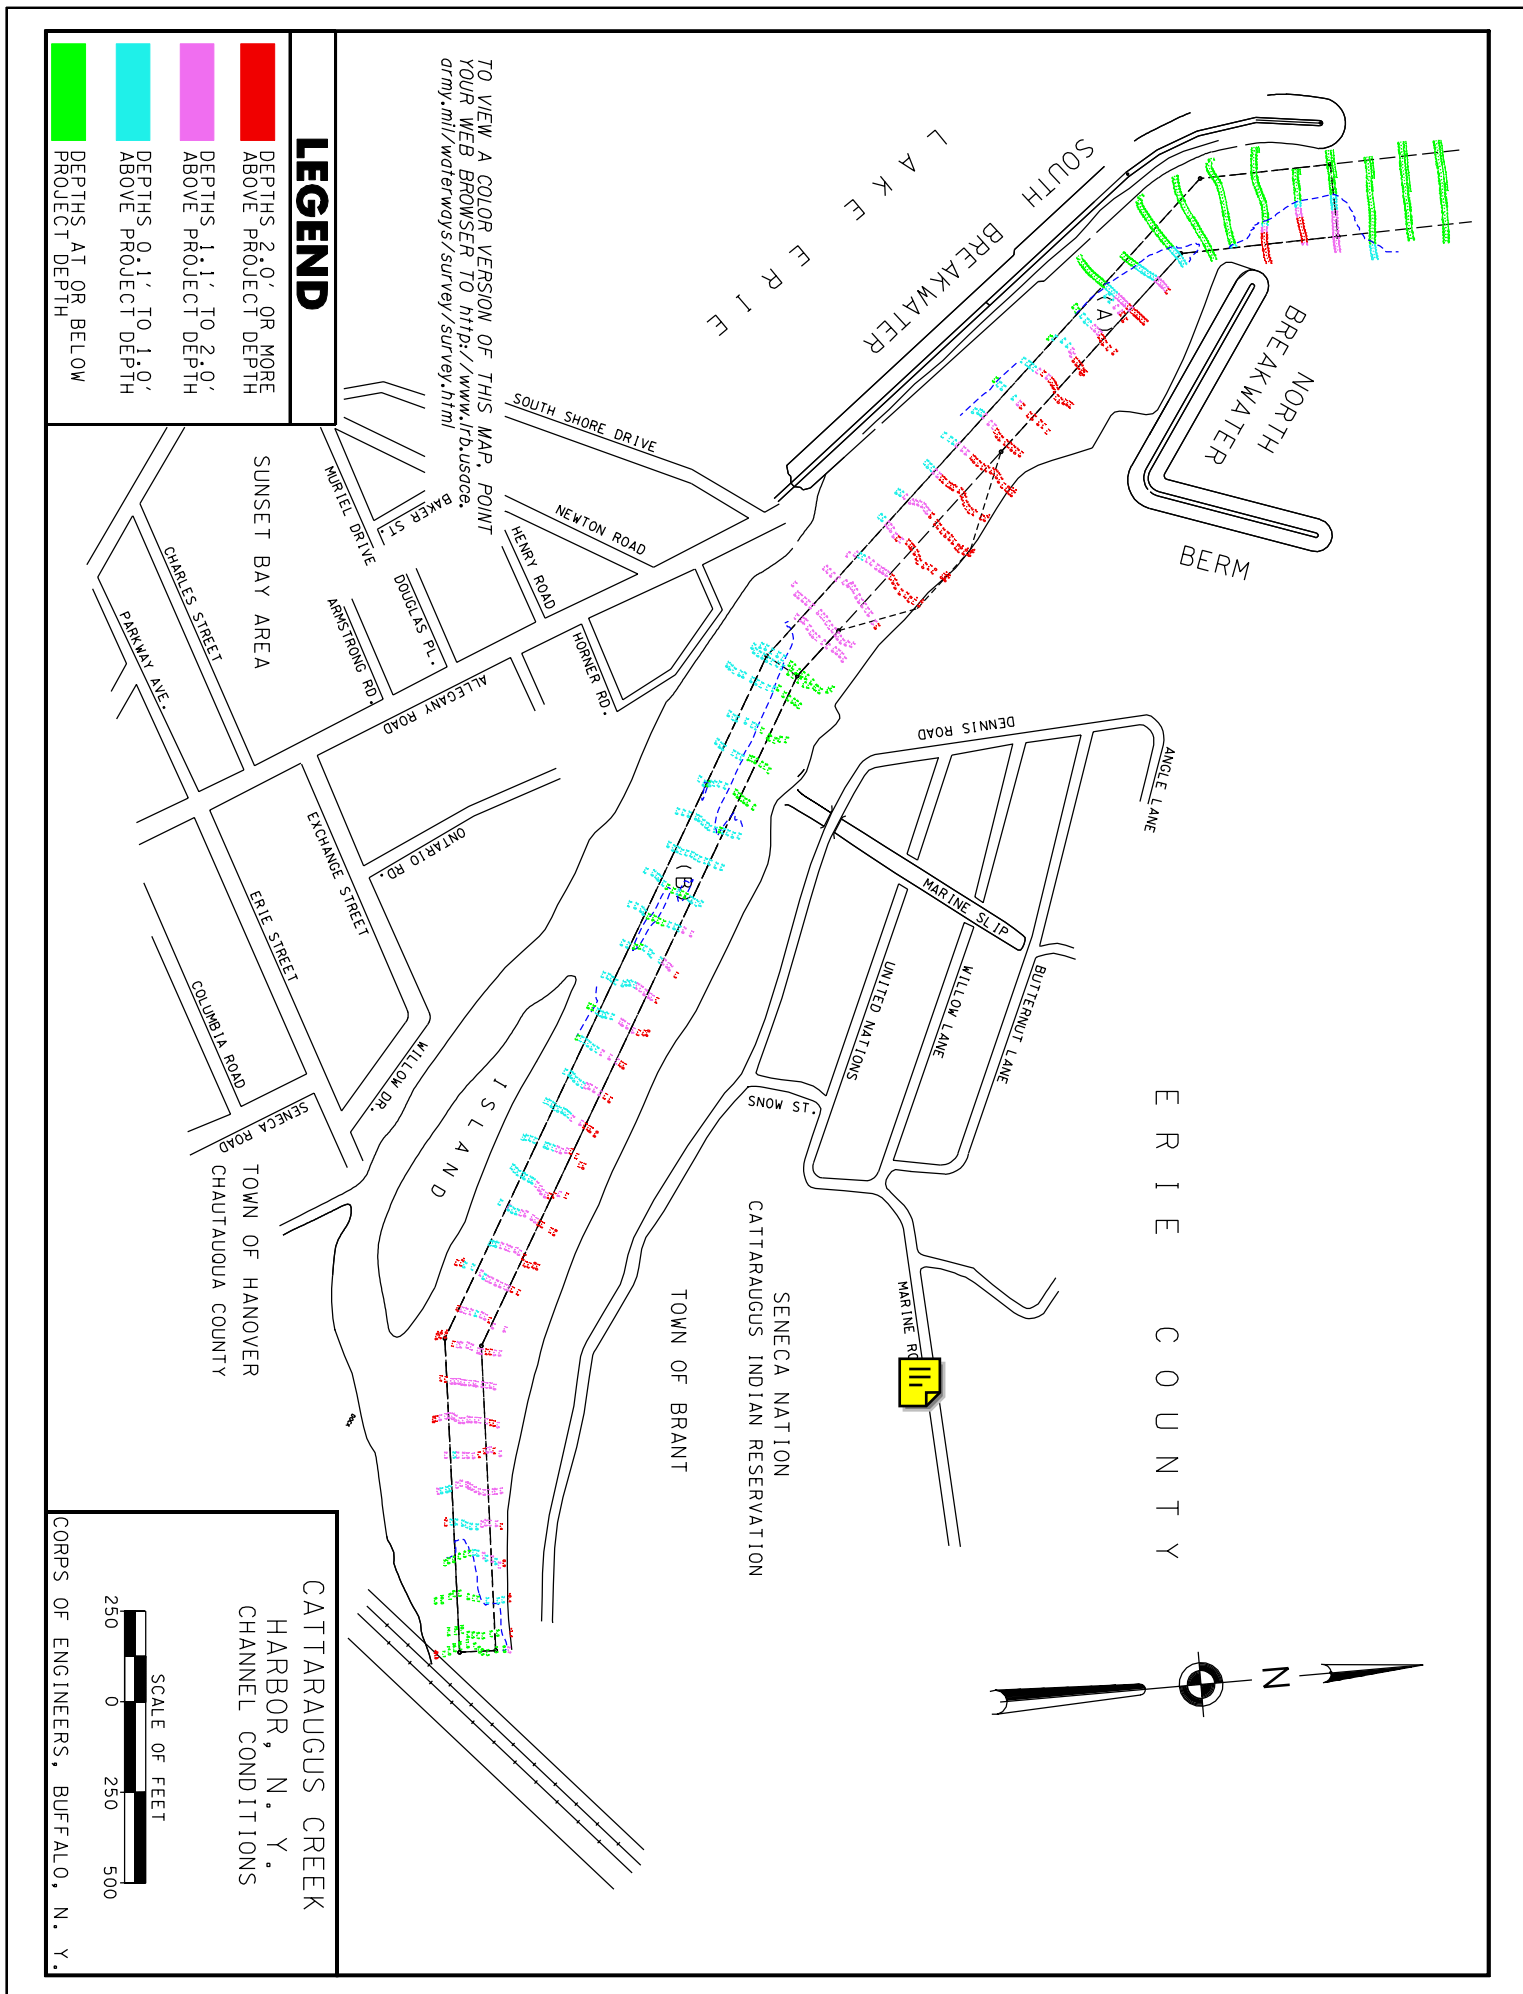 LEGEND
DEPTHS 2.0' OR MORE
ABOVE PROJECT DEPTH
DEPTHS 1.1' TO 2.0'
ABOVE PROJECT DEPTH
DEPTHS 0.1' TO 1.0'
ABOVE PROJECT DEPTH
DEPTHS AT OR BELOW
PROJECT DEPTH
TO VIEW A COLOR VERSION OF THIS MAP, POINT
YOUR WEB BROWSER TO http://www.lrb.usace.
army.mil/waterways/survey/survey.html
LAKE ERIE
SOUTH BREAKWATER
NORTH
BREAKWATER
BERM
(A)
(B)
SOUTH SHORE DRIVE
NEWTON ROAD
HENRY ROAD
BAKER ST.
MURIEL DRIVE
DOUGLAS PL.
ARMSTRONG RD.
HORNER RD.
ALLEGANY ROAD
SUNSET BAY AREA
CHARLES STREET
PARKWAY AVE.
EXCHANGE STREET
ONTARIO RD.
ERIE STREET
COLUMBIA ROAD
SENECA ROAD
WILLOW DR.
ISLAND
DENNIS ROAD
ANGLE LANE
MARINE SLIP
UNITED NATIONS
WILLOW LANE
BUTTERNUT LANE
SNOW ST.
MARINE RO
ERIE COUNTY
SENECA NATION
CATTARAUGUS INDIAN RESERVATION
TOWN OF BRANT
TOWN OF HANOVER
CHAUTAUQUA COUNTY
DOCK
N
CATTARAUGUS CREEK
HARBOR, N. Y.
CHANNEL CONDITIONS
SCALE OF FEET
250 0 250 500
CORPS OF ENGINEERS, BUFFALO, N. Y.